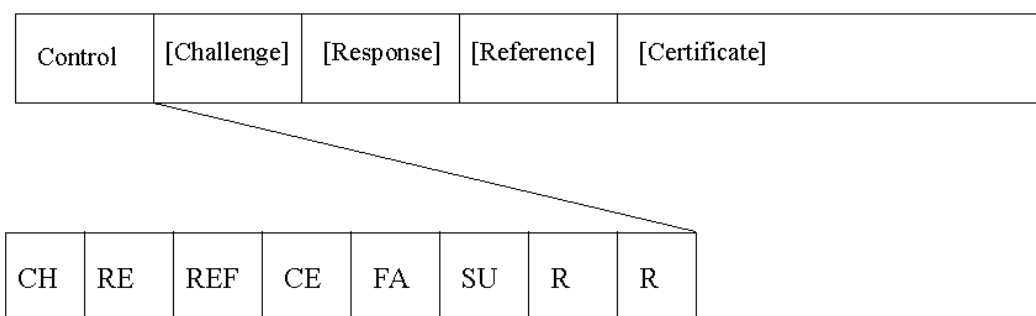 Control [Challenge] [Response] [Reference] [Certificate]
CH RE REF CE FA SU R R